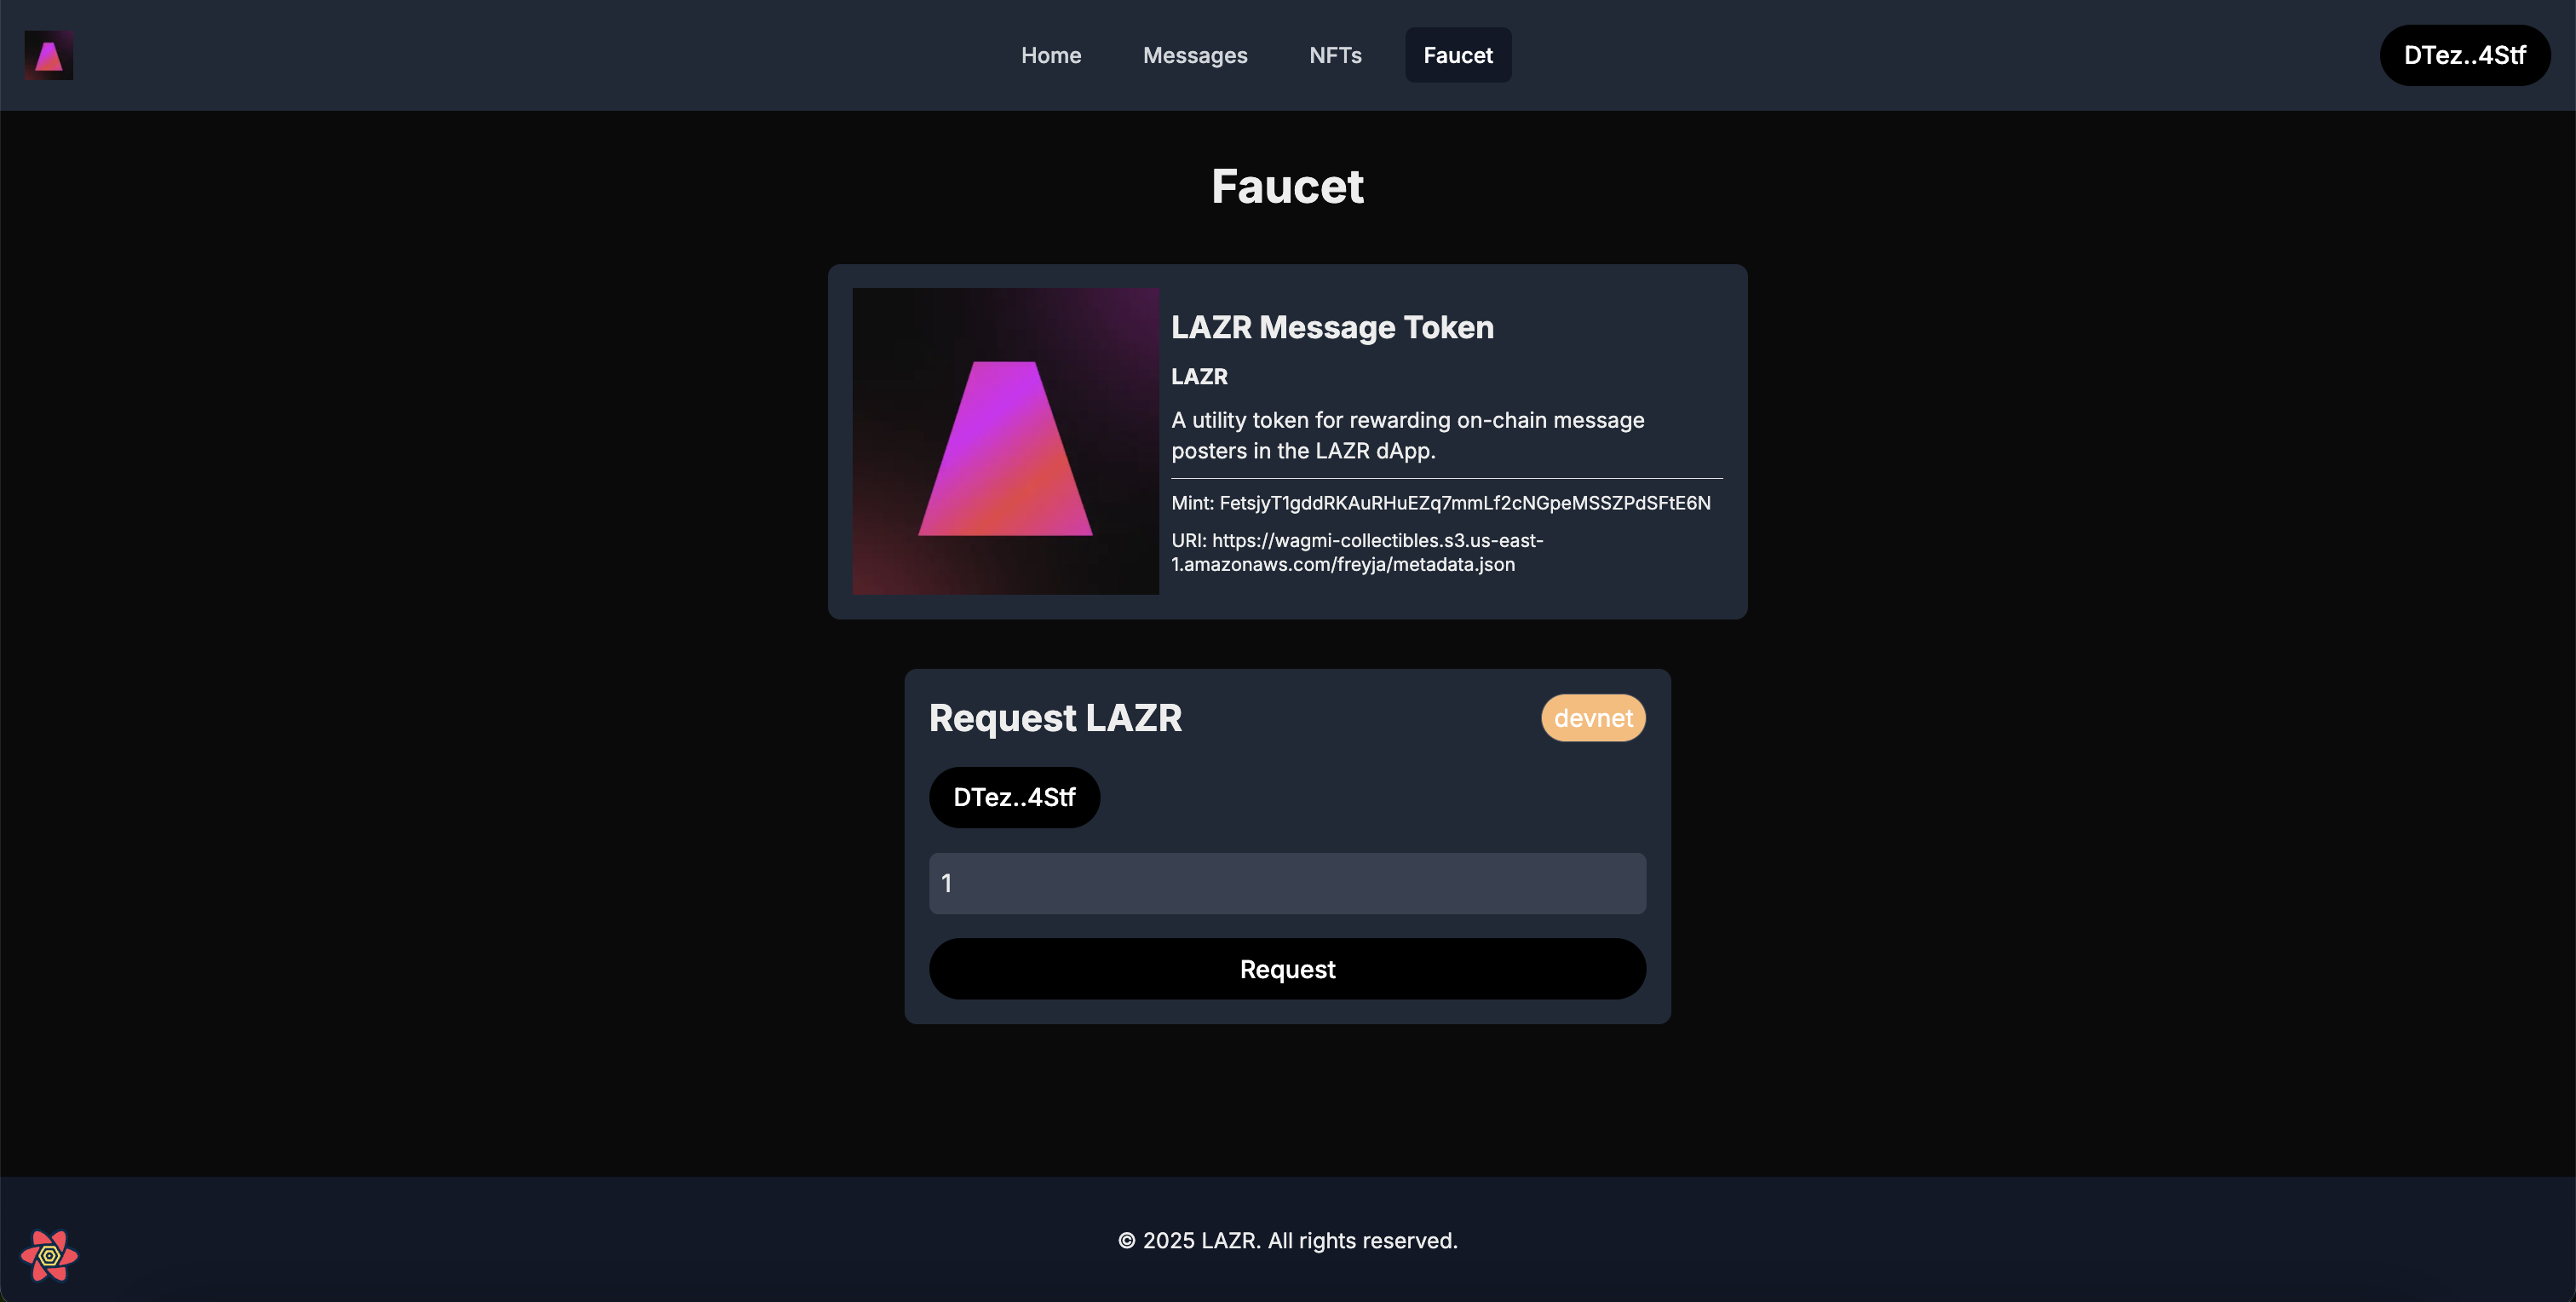 Home Messages NFTs Faucet DTez..4Stf
Faucet
LAZR Message Token
LAZR
A utility token for rewarding on-chain message
posters in the LAZR dApp.
Mint: FetsjyT1gddRKAuRHuEZq7mmLf2cNGpeMSSZPdSFtE6N
URI: https://wagmi-collectibles.s3.us-east-
1.amazonaws.com/freyja/metadata.json
Request LAZR devnet
DTez..4Stf
1
Request
© 2025 LAZR. All rights reserved.